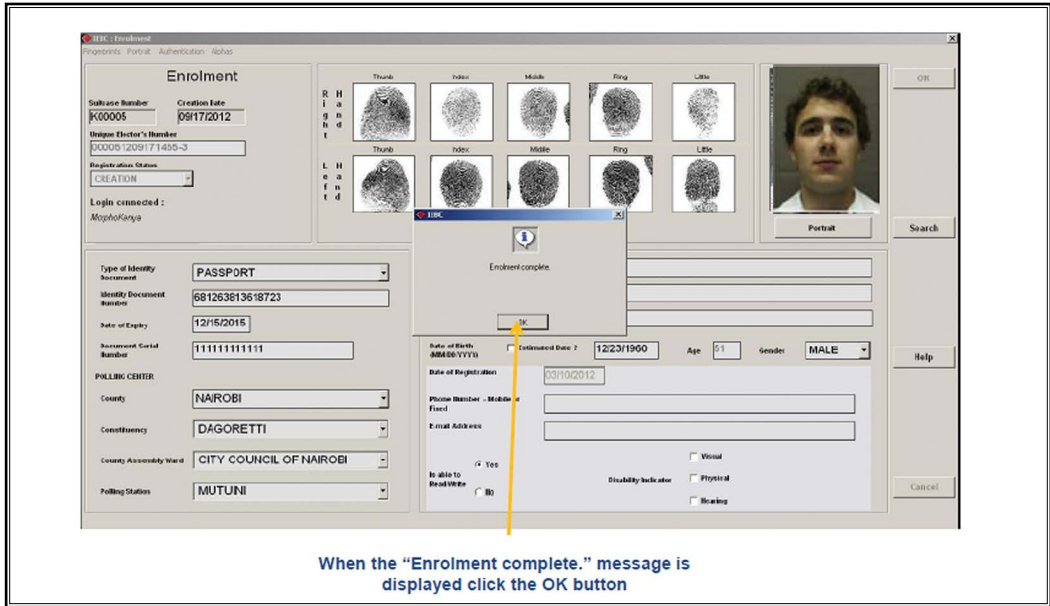 IEBC : Enrolment
Fingerprints Portrait Authentication Alphas
Enrolment
Suitcase Number Creation Date
K00005 09/17/2012
Unique Elector's Number
000051209171455-3
Registration Status
CREATION
Login connected :
MophoKenya
Right Hand
Thumb Index Middle Ring Little
Left Hand
Thumb Index Middle Ring Little
Portrait
OK
Search
Help
Cancel
IEBC
Enrolment complete.
OK
Type of Identity Document PASSPORT
Identity Document Number 681263813618723
Date of Expiry 12/15/2015
Document Serial Number 111111111111
POLLING CENTER
County NAIROBI
Constituency DAGORETTI
County Assembly Ward CITY COUNCIL OF NAIROBI
Polling Station MUTUINI
Date of Birth (MM/DD/YYYY) Estimated Date ? 12/23/1960 Age 51 Gender MALE
Date of Registration 03/10/2012
Phone Number – Mobile or Fixed
E-mail Address
Is able to Read/Write Yes No
Disability Indicator Visual Physical Hearing
When the “Enrolment complete.” message is
displayed click the OK button